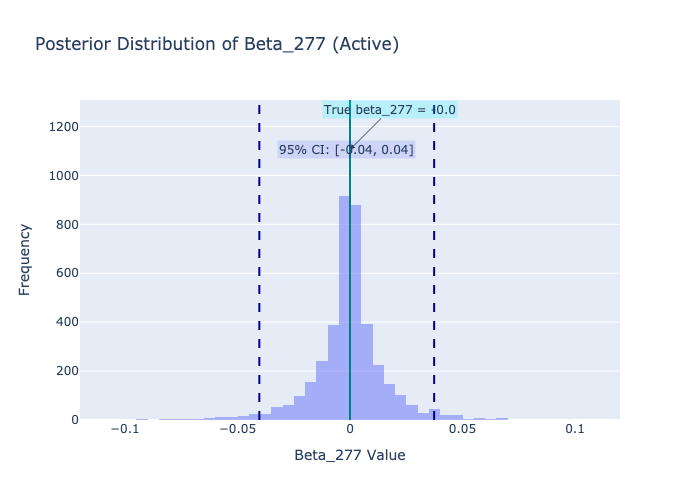 Posterior Distribution of Beta_277 (Active)
True beta_277 = -0.0
95% CI: [-0.04, 0.04]
1200
1000
800
600
400
200
0
Frequency
−0.1
−0.05
0
0.05
0.1
Beta_277 Value